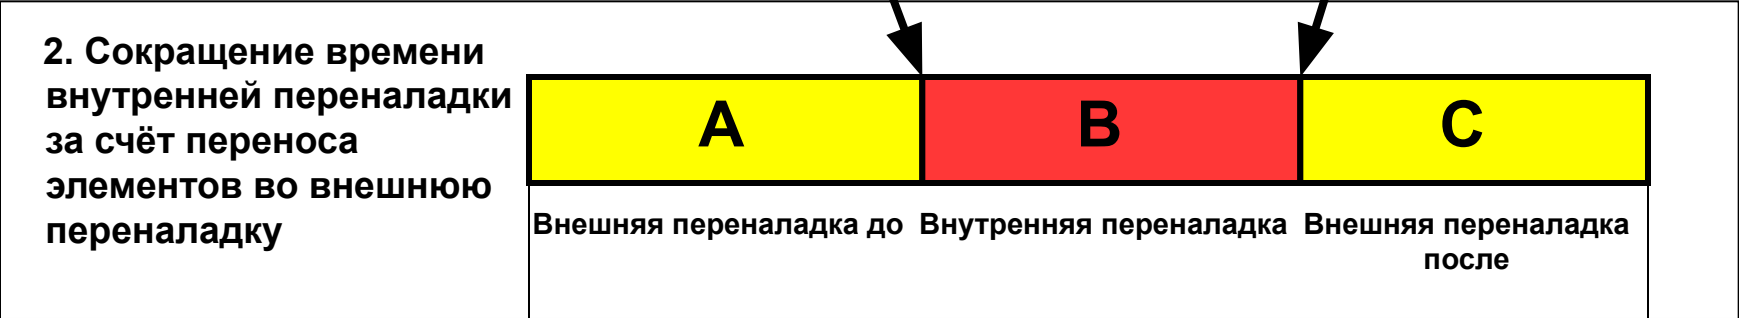 2. Сокращение времени
внутренней переналадки
за счёт переноса
элементов во внешнюю
переналадку
A B C
Внешняя переналадка до Внутренняя переналадка Внешняя переналадка
после